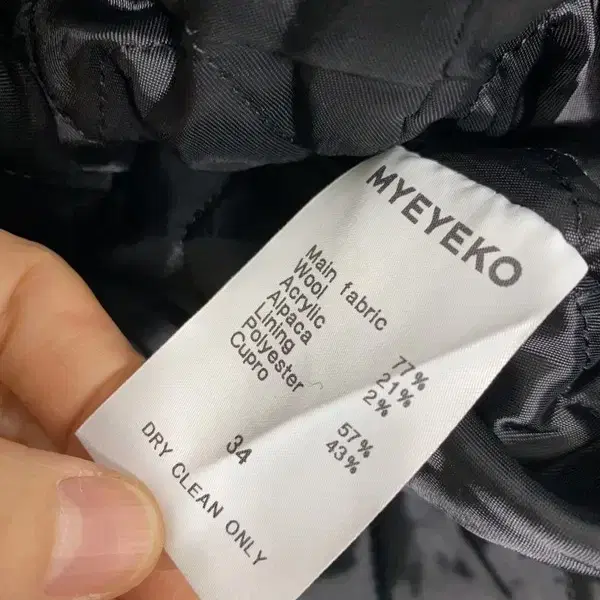 MYEYEKO
Main fabric
Wool 77%
Acrylic 21%
Alpaca 2%
Lining
Polyester 57%
Cupro 43%
34
DRY CLEAN ONLY